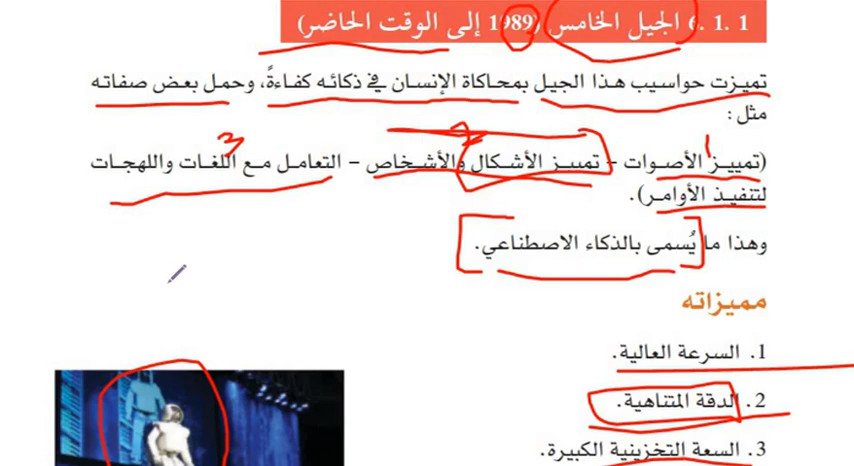 6. 1. 1 الجيل الخامس (1989 إلى الوقت الحاضر)
تميزت حواسيب هذا الجيل بمحاكاة الإنسان في ذكائه كفاءةً، وحمل بعض صفاته
مثل :
(تمييز الأصوات - تمييز الأشكال والأشخاص - التعامل مع اللغات واللهجات
لتنفيذ الأوامر).
وهذا ما يُسمى بالذكاء الاصطناعي.
مميزاته
1. السرعة العالية.
2. الدقة المتناهية.
3. السعة التخزينية الكبيرة.